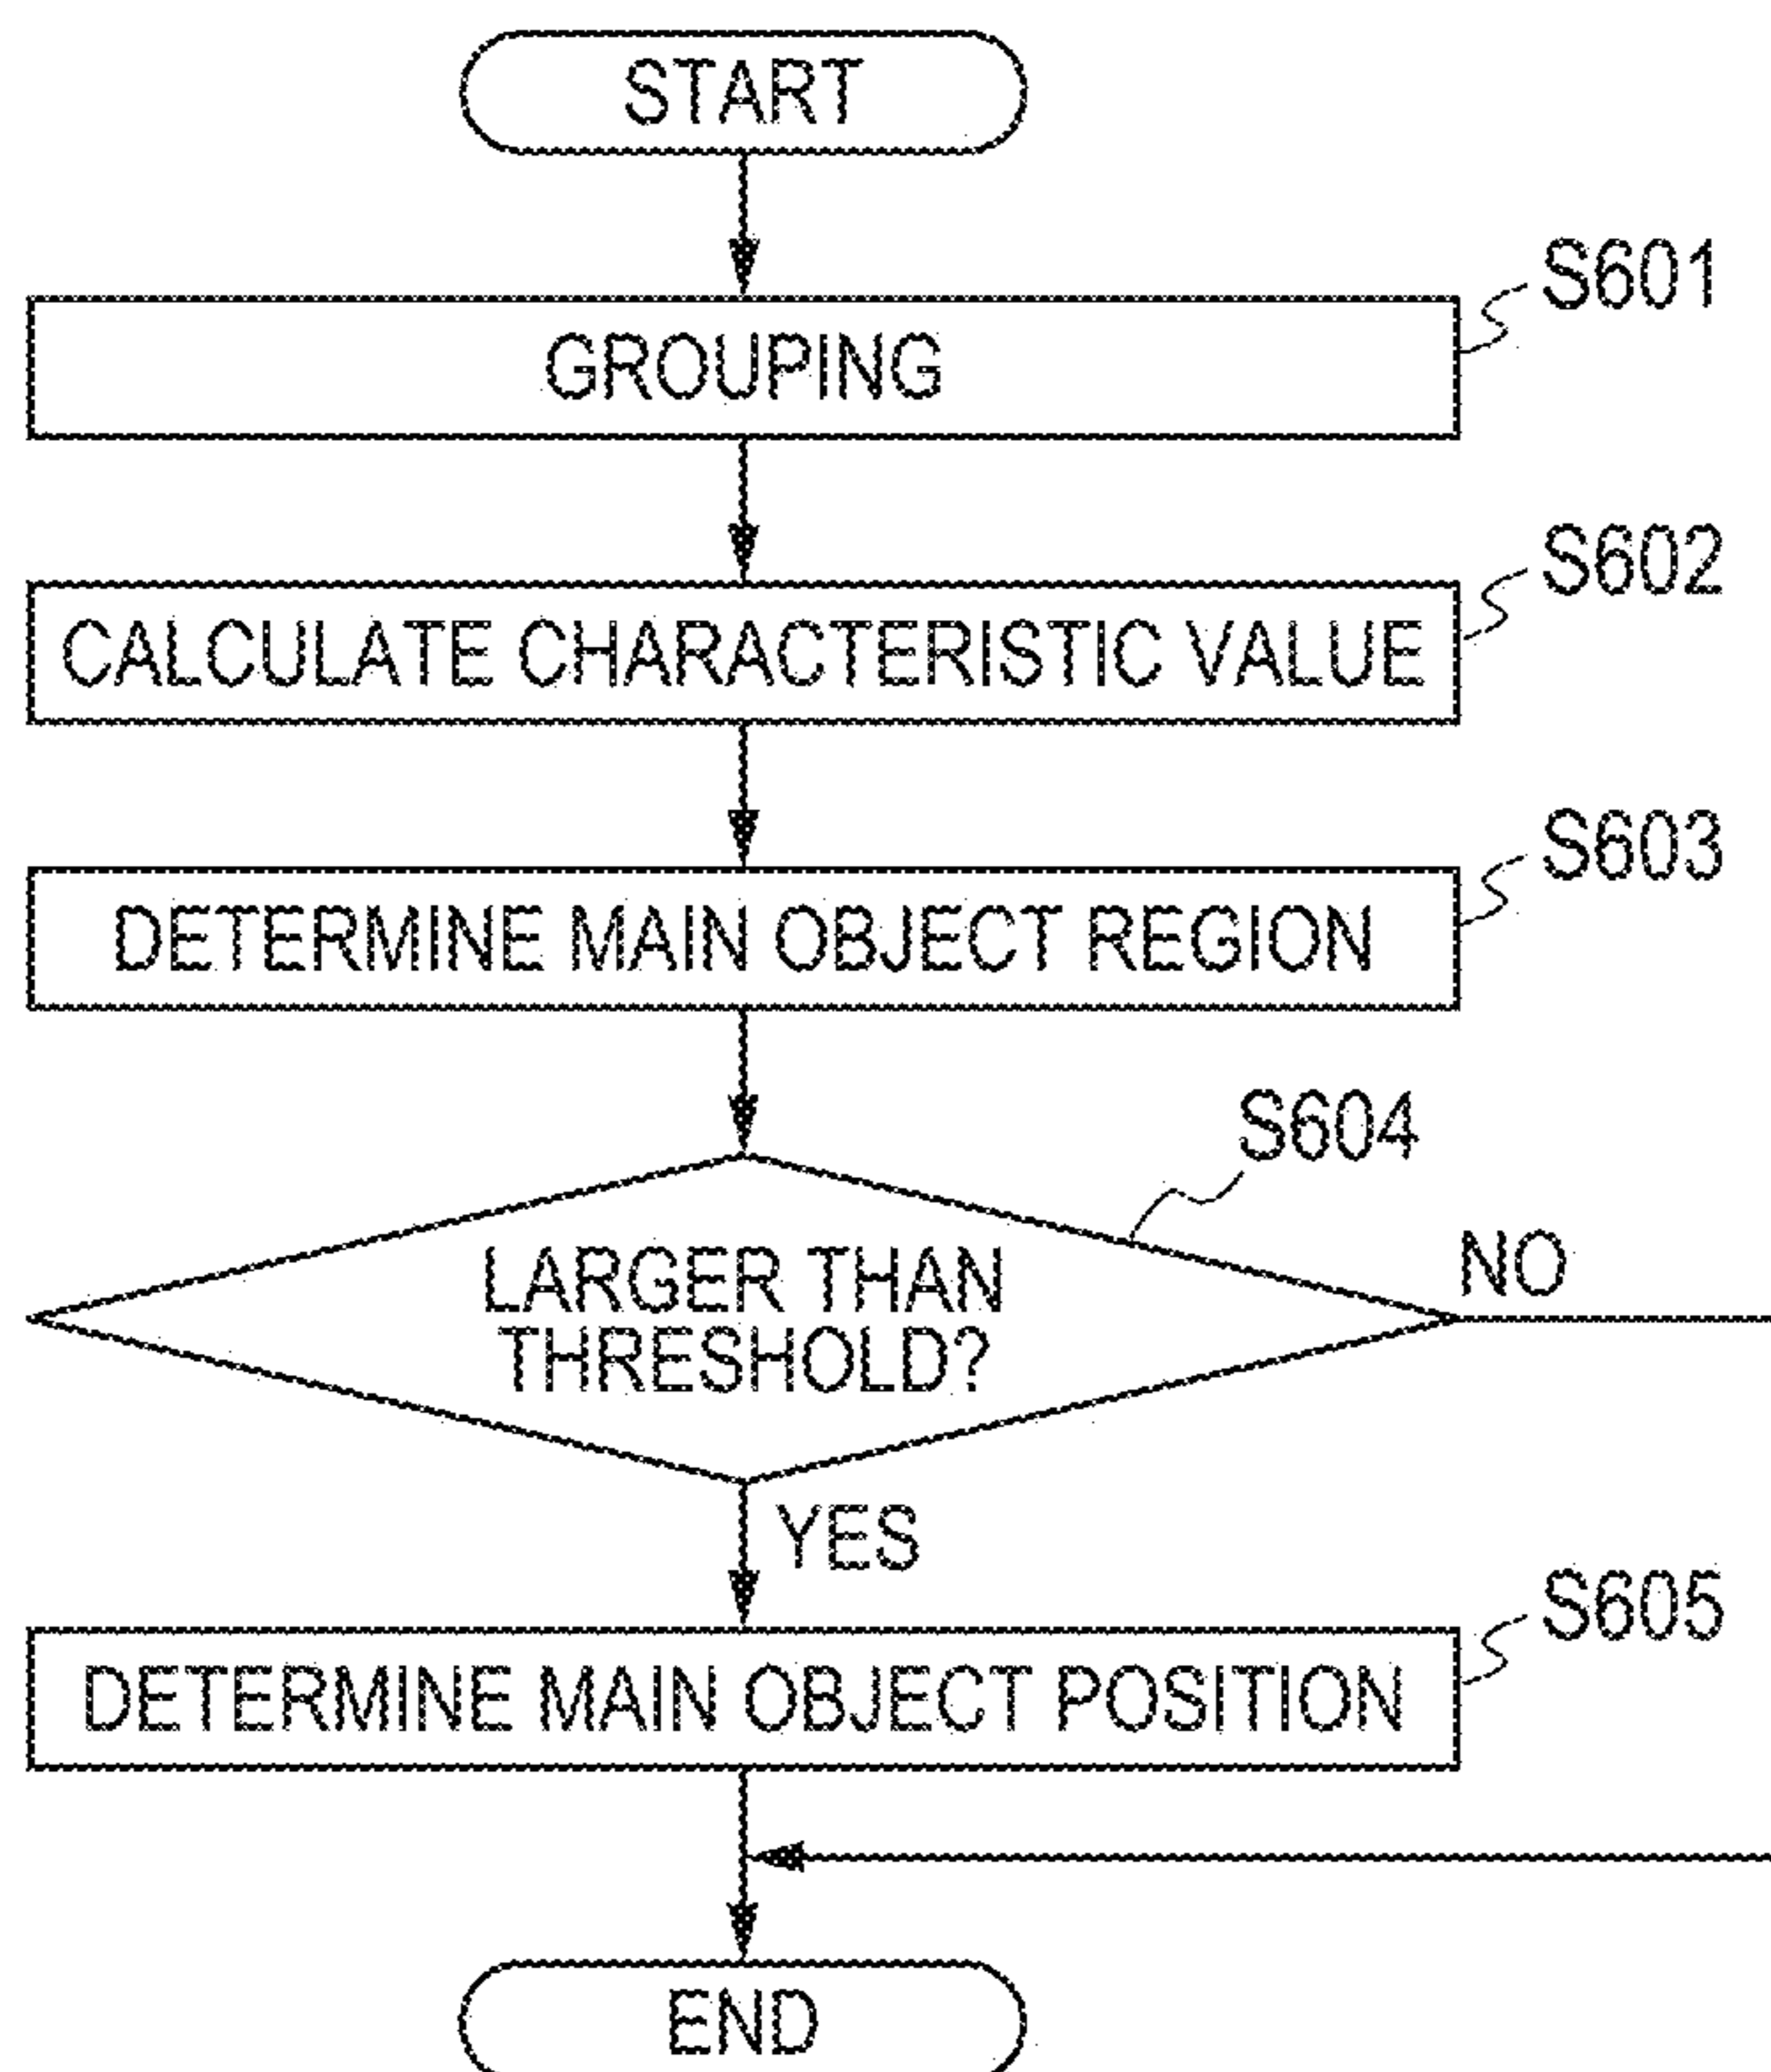 START
S601
GROUPING
S602
CALCULATE CHARACTERISTIC VALUE
S603
DETERMINE MAIN OBJECT REGION
S604
LARGER THAN
THRESHOLD?
NO
YES
S605
DETERMINE MAIN OBJECT POSITION
END